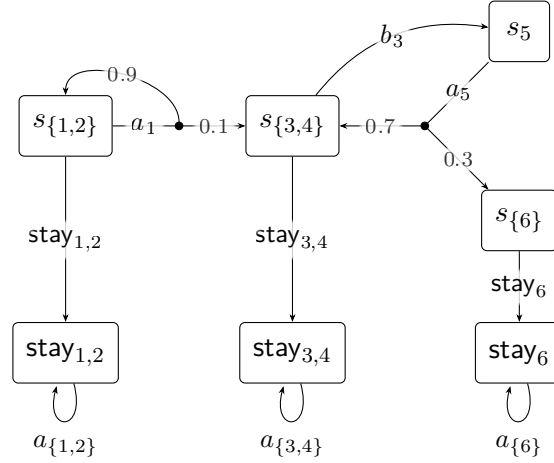 b_3
s_5
0.9
a_5
s_{\{1,2\}}
a_1
0.1
s_{\{3,4\}}
0.7
0.3
s_{\{6\}}
stay_{1,2}
stay_{3,4}
stay_6
stay_{1,2}
stay_{3,4}
stay_6
a_{\{1,2\}}
a_{\{3,4\}}
a_{\{6\}}